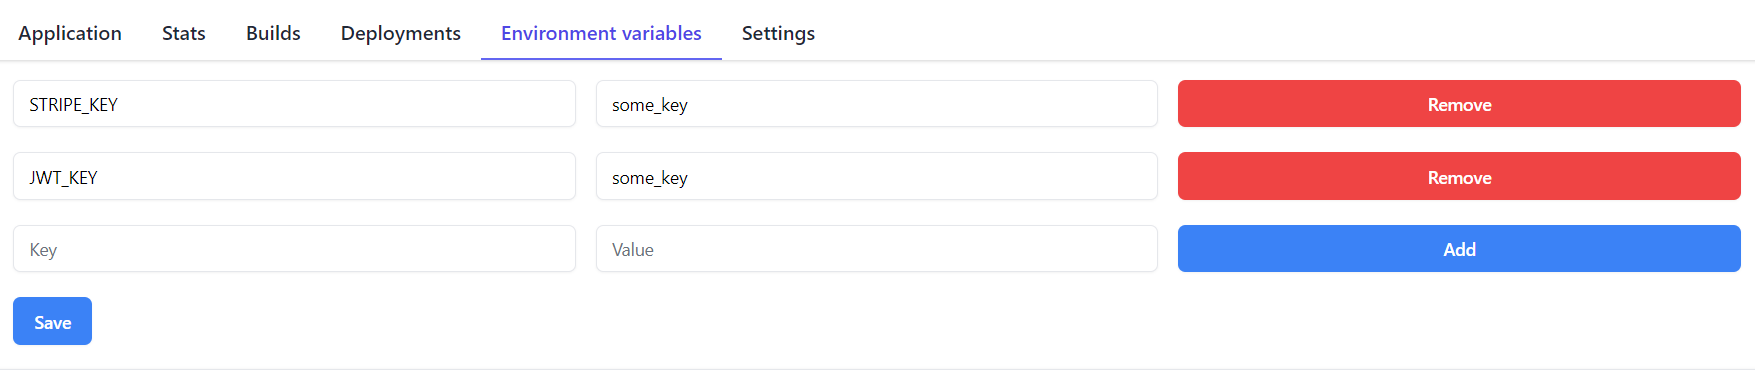 Application Stats Builds Deployments Environment variables Settings
STRIPE_KEY some_key Remove
JWT_KEY some_key Remove
Key Value Add
Save